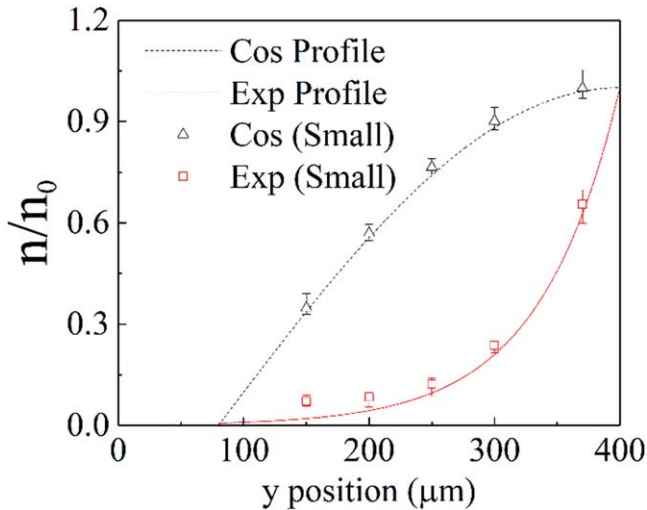 1.2
0.9
0.6
0.3
0.0
n/n0
Cos Profile
Exp Profile
Cos (Small)
Exp (Small)
0
100
200
300
400
y position (μm)